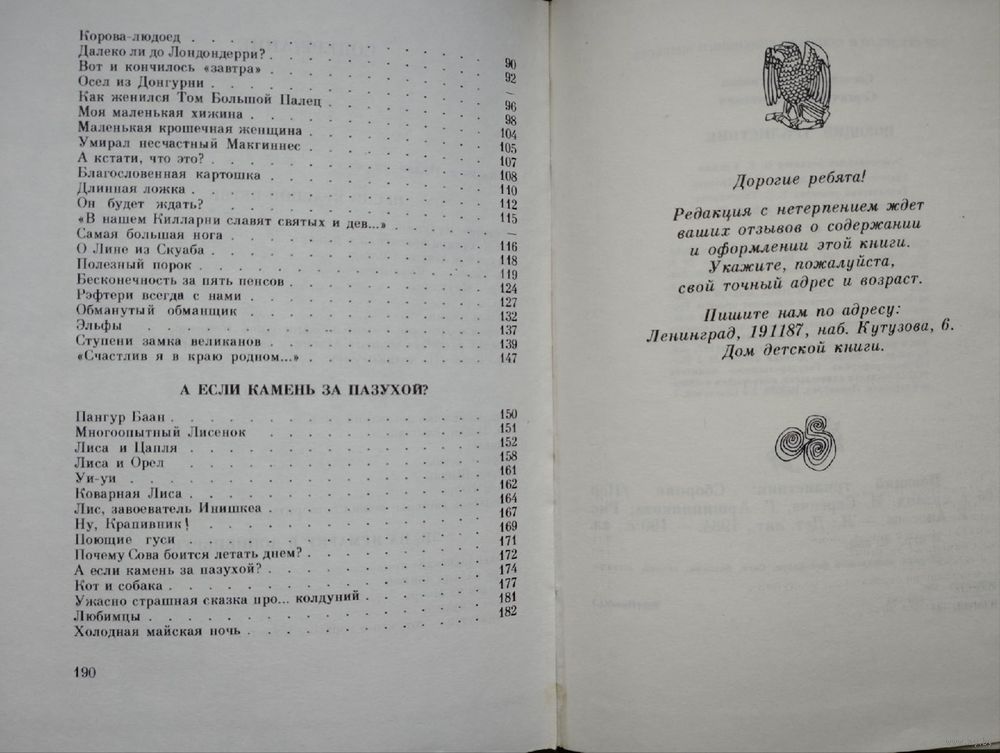 Корова-людоед . . . . . . . . 90
Далеко ли до Лондондерри? . . . . . . . . 92
Вот и кончилось «завтра» . . . . . . . . —
Осел из Донгурни . . . . . . . . 96
Как женился Том Большой Палец . . . . . . . . 98
Моя маленькая хижина . . . . . . . . 104
Маленькая крошечная женщина . . . . . . . . 105
Умирал несчастный Макгиннес . . . . . . . . 107
А кстати, что это? . . . . . . . . 108
Благословенная картошка . . . . . . . . 110
Длинная ложка . . . . . . . . 112
Он будет ждать? . . . . . . . . 115
«В нашем Килларни славят святых и дев...» . . . . . . . . —
Самая большая нога . . . . . . . . 116
О Лине из Скуаба . . . . . . . . 118
Полезный порок . . . . . . . . 119
Бесконечность за пять пенсов . . . . . . . . 124
Рэфтери всегда с нами . . . . . . . . 127
Обманутый обманщик . . . . . . . . 132
Эльфы . . . . . . . . 137
Ступени замка великанов . . . . . . . . 139
«Счастлив я в краю родном...» . . . . . . . . 147
А ЕСЛИ КАМЕНЬ ЗА ПАЗУХОЙ?
Пангур Баан . . . . . . . . 150
Многоопытный Лисенок . . . . . . . . 151
Лиса и Цапля . . . . . . . . 152
Лиса и Орел . . . . . . . . 158
Уи-уи . . . . . . . . 161
Коварная Лиса . . . . . . . . 162
Лис, завоеватель Инишкеа . . . . . . . . 164
Ну, Крапивник! . . . . . . . . 167
Поющие гуси . . . . . . . . 169
Почему Сова боится летать днем? . . . . . . . . 171
А если камень за пазухой? . . . . . . . . 172
Кот и собака . . . . . . . . 174
Ужасно страшная сказка про... колдуний . . . . . . . . 177
Любимцы . . . . . . . . 181
Холодная майская ночь . . . . . . . . 182
190
Дорогие ребята!
Редакция с нетерпением ждет
ваших отзывов о содержании
и оформлении этой книги.
Укажите, пожалуйста,
свой точный адрес и возраст.
Пишите нам по адресу:
Ленинград, 191187, наб. Кутузова, 6.
Дом детской книги.